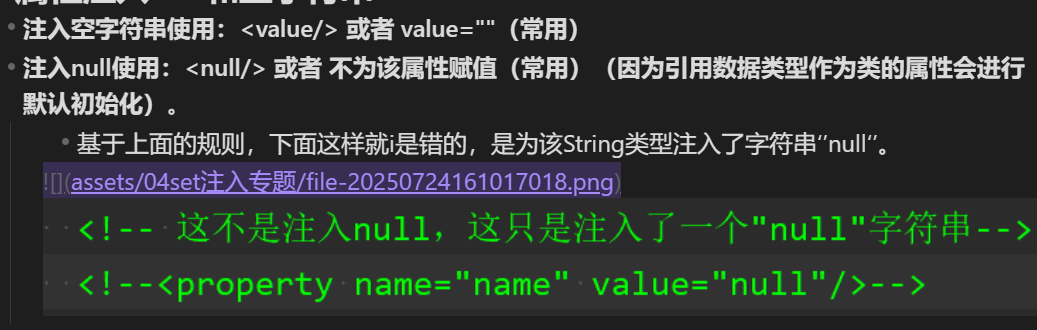 注入空字符串使用：<value/> 或者 value=""（常用）
注入null使用：<null/> 或者 不为该属性赋值（常用）（因为引用数据类型作为类的属性会进行
默认初始化）。
基于上面的规则，下面这样就i是错的，是为该String类型注入了字符串‘’null‘’。
![](assets/04set注入专题/file-20250724161017018.png)
<!-- 这不是注入null，这只是注入了一个"null"字符串-->
<!--<property name="name" value="null"/>-->